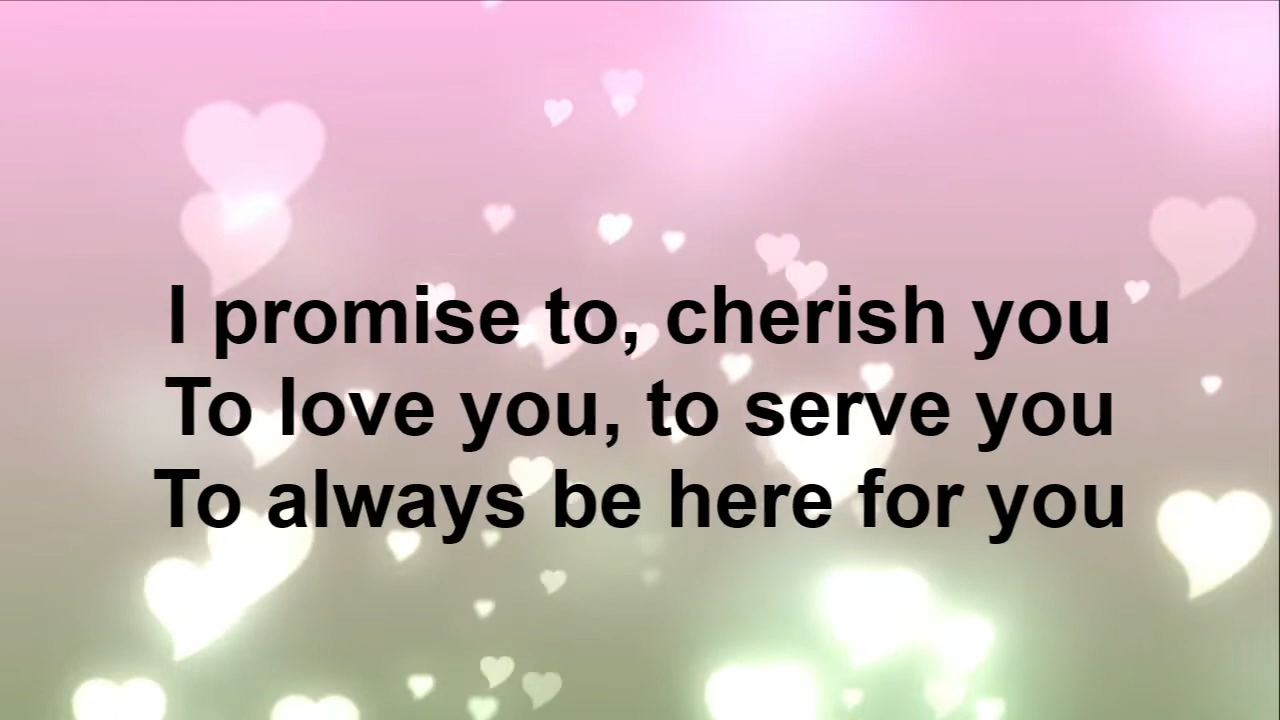 I promise to, cherish you
To love you, to serve you
To always be here for you